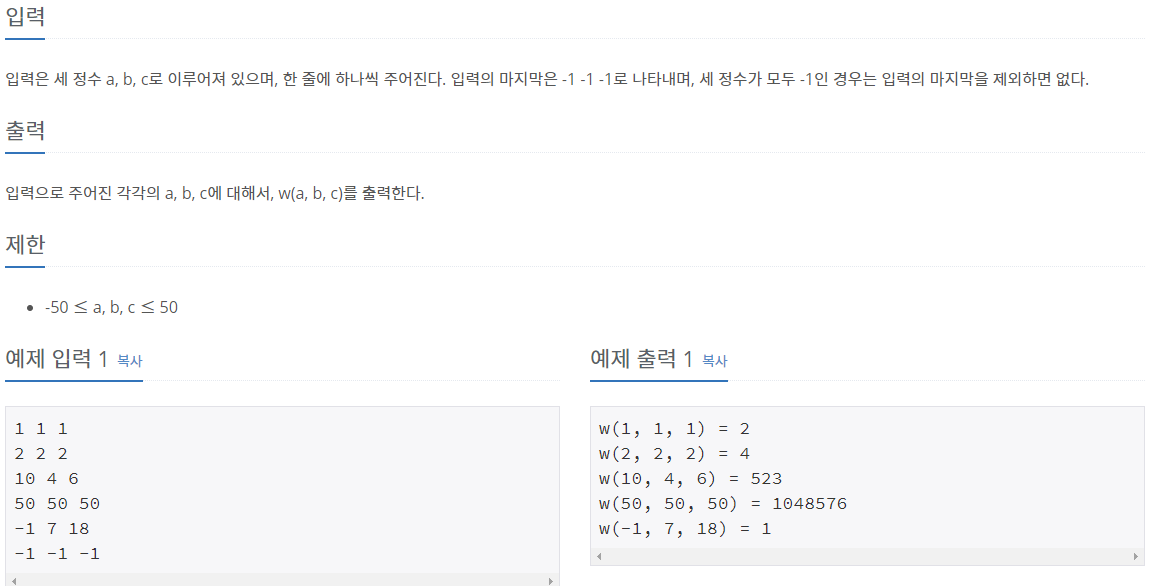 입력
입력은 세 정수 a, b, c로 이루어져 있으며, 한 줄에 하나씩 주어진다. 입력의 마지막은 -1 -1 -1로 나타내며, 세 정수가 모두 -1인 경우는 입력의 마지막을 제외하면 없다.
출력
입력으로 주어진 각각의 a, b, c에 대해서, w(a, b, c)를 출력한다.
제한
-50 ≤ a, b, c ≤ 50
예제 입력 1 복사
1 1 1
2 2 2
10 4 6
50 50 50
-1 7 18
-1 -1 -1
예제 출력 1 복사
w(1, 1, 1) = 2
w(2, 2, 2) = 4
w(10, 4, 6) = 523
w(50, 50, 50) = 1048576
w(-1, 7, 18) = 1